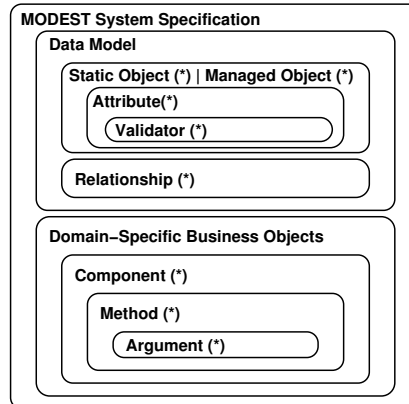 MODEST System Specification
Data Model
Static Object (*) | Managed Object (*)
Attribute(*)
Validator (*)
Relationship (*)
Domain−Specific Business Objects
Component (*)
Method (*)
Argument (*)